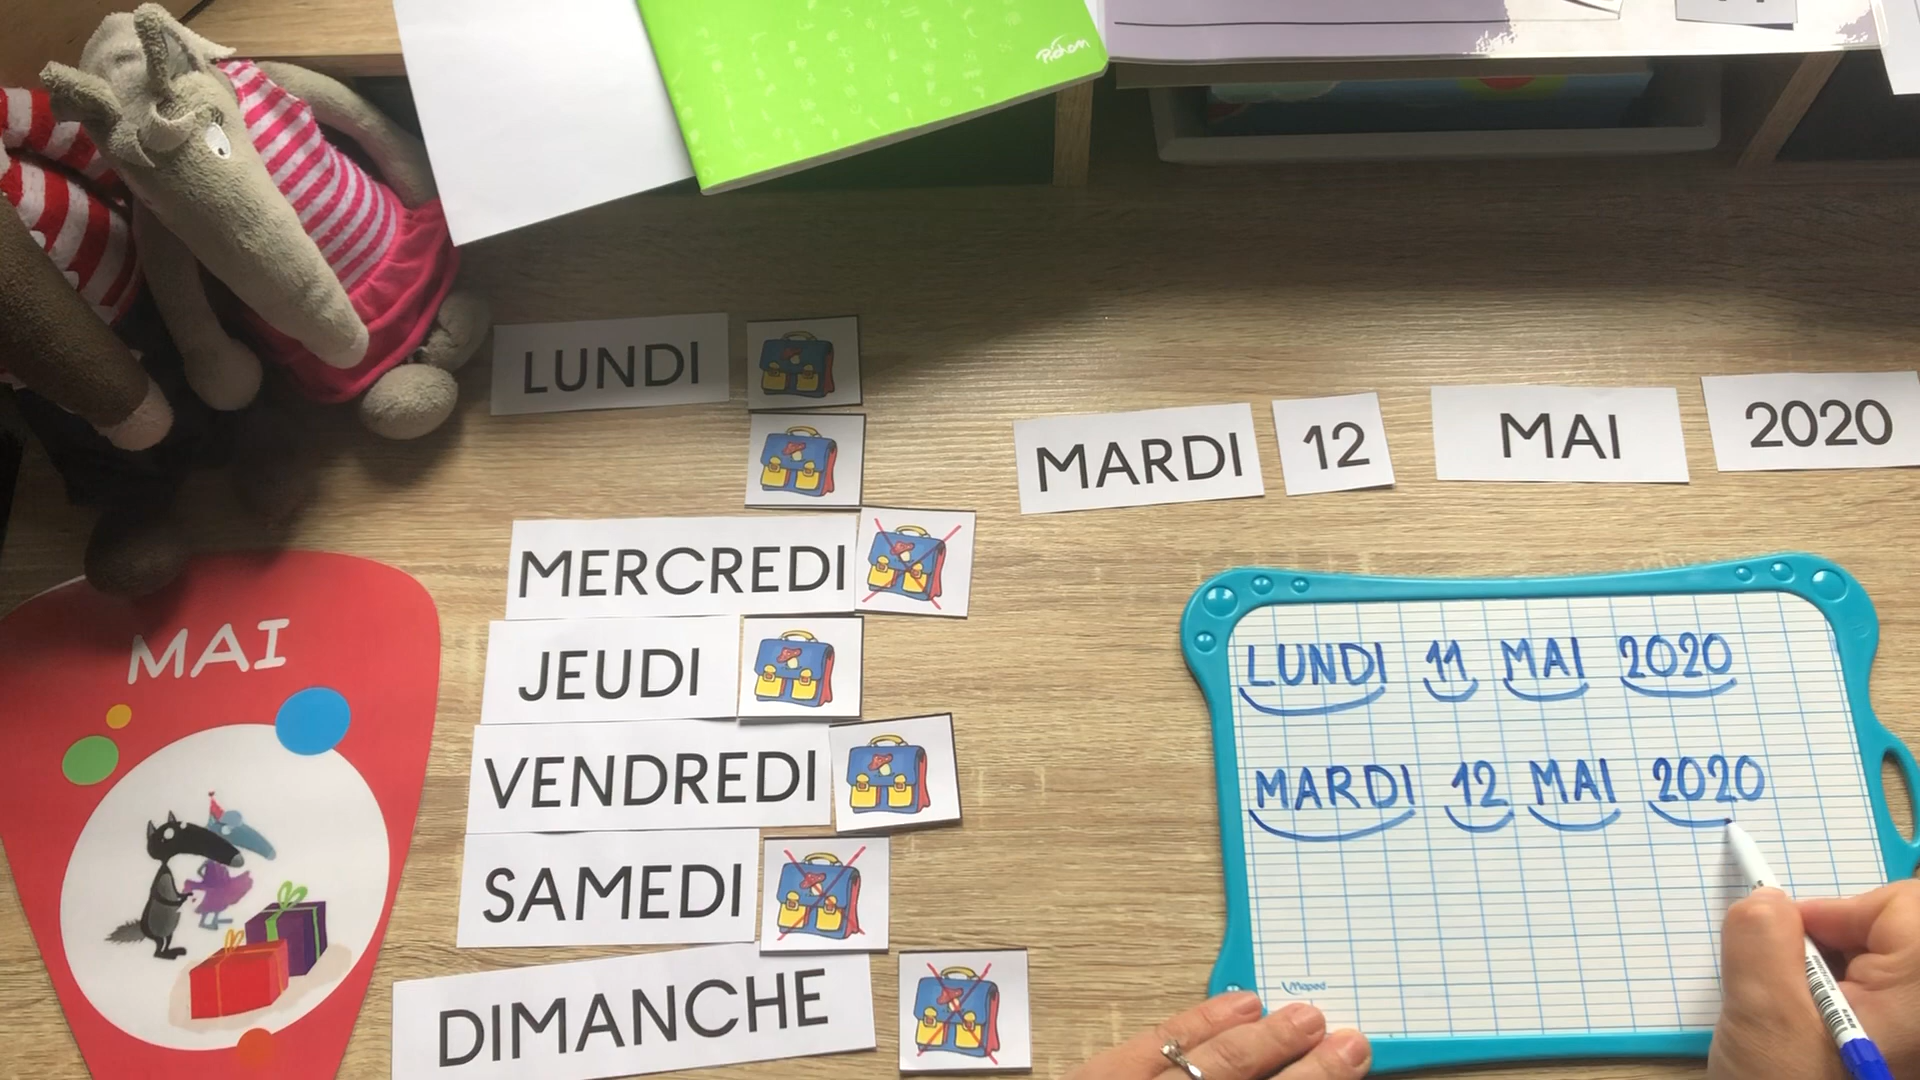 Pichon
LUNDI
MARDI 12 MAI 2020
MERCREDI
JEUDI
VENDREDI
SAMEDI
DIMANCHE
MAI
LUNDI 11 MAI 2020
MARDI 12 MAI 2020
Maped